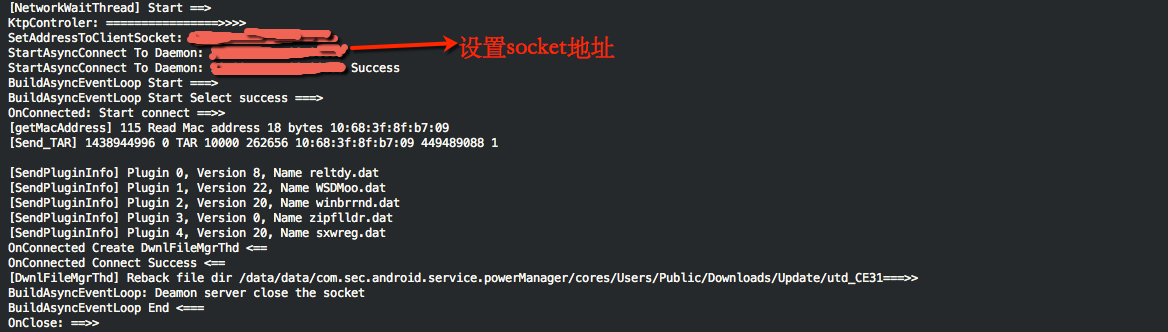 [NetworkWaitThread] Start ==>
KtpControler: =================>>>>
SetAddressToClientSocket:
StartAsyncConnect To Daemon:
设置socket地址
StartAsyncConnect To Daemon: Success
BuildAsyncEventLoop Start ===>
BuildAsyncEventLoop Start Select success ===>
OnConnected: Start connect ==>>
[getMacAddress] 115 Read Mac address 18 bytes 10:68:3f:8f:b7:09
[Send_TAR] 1438944996 0 TAR 10000 262656 10:68:3f:8f:b7:09 449489088 1
[SendPluginInfo] Plugin 0, Version 8, Name reltdy.dat
[SendPluginInfo] Plugin 1, Version 22, Name WSDMoo.dat
[SendPluginInfo] Plugin 2, Version 20, Name winbrrnd.dat
[SendPluginInfo] Plugin 3, Version 0, Name zipflldr.dat
[SendPluginInfo] Plugin 4, Version 20, Name sxwreg.dat
OnConnected Create DwnlFileMgrThd <==
OnConnected Connect Success <==
[DwnlFileMgrThd] Reback file dir /data/data/com.sec.android.service.powerManager/cores/Users/Public/Downloads/Update/utd_CE31===>>
BuildAsyncEventLoop: Deamon server close the socket
BuildAsyncEventLoop End <===
OnClose: ==>>